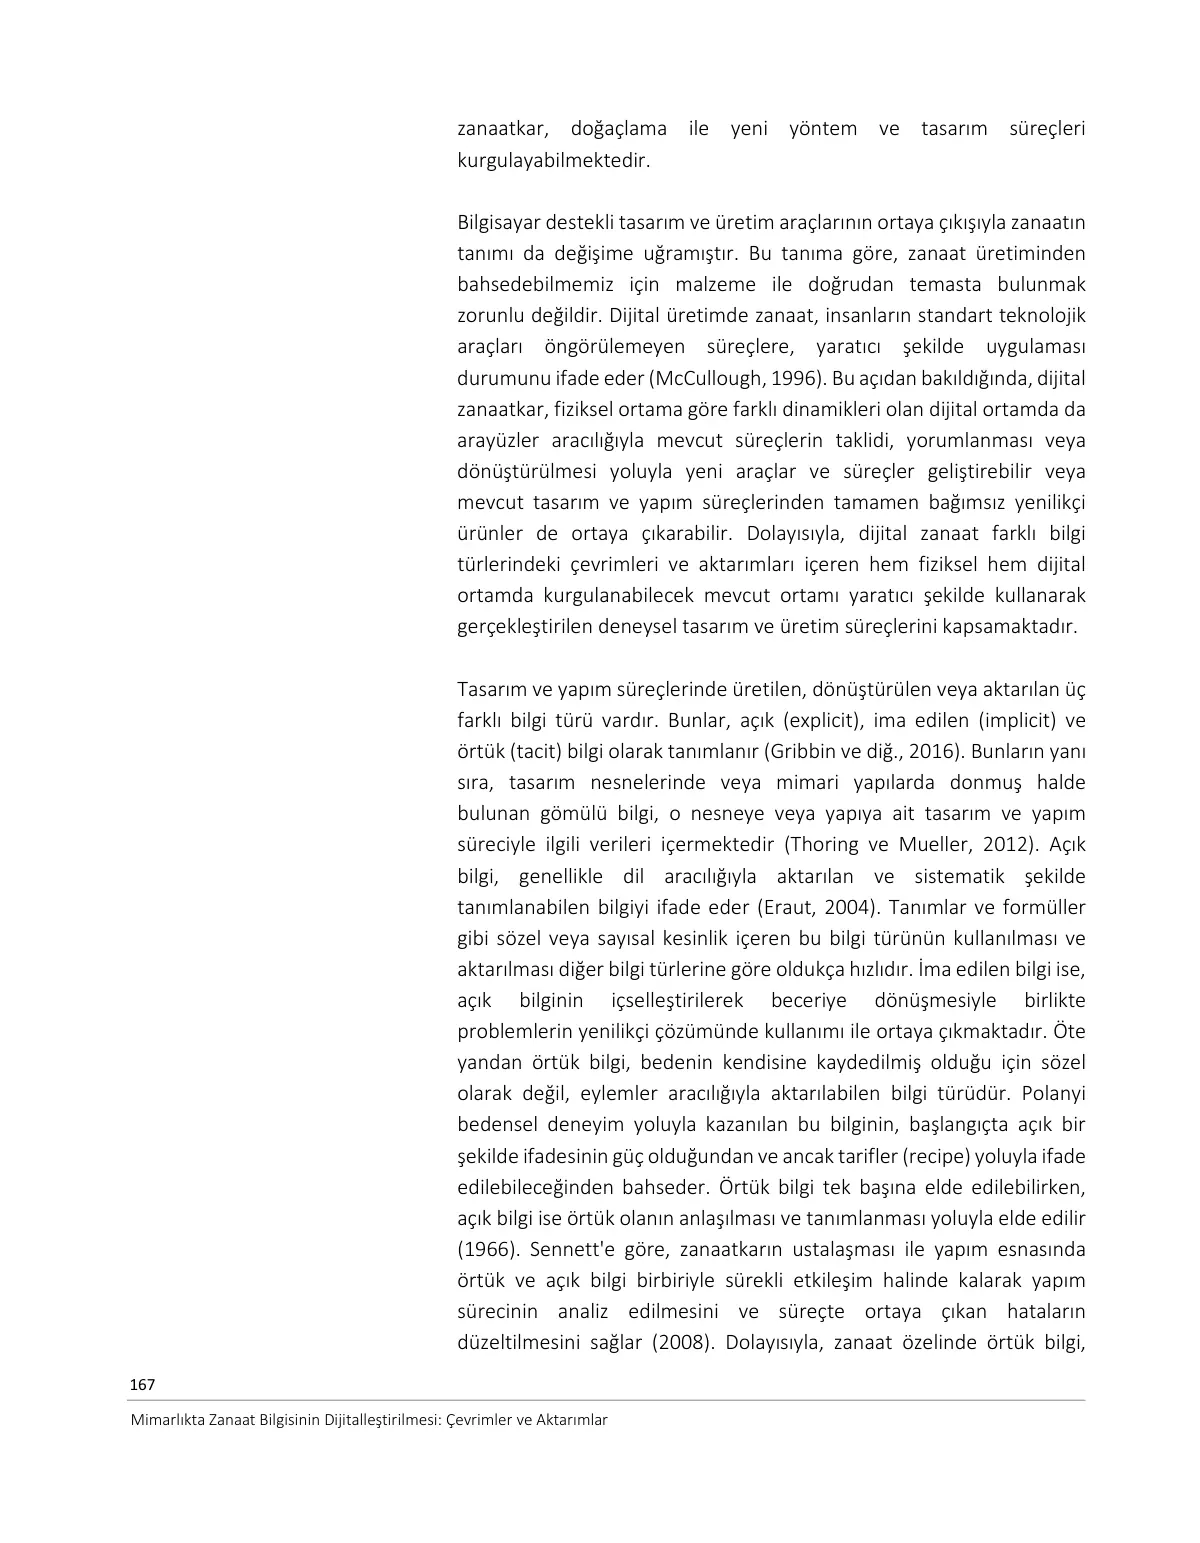 zanaatkar, doğaçlama ile yeni yöntem ve tasarım süreçleri
kurgulayabilmektedir.
Bilgisayar destekli tasarım ve üretim araçlarının ortaya çıkışıyla zanaatın
tanımı da değişime uğramıştır. Bu tanıma göre, zanaat üretiminden
bahsedebilmemiz için malzeme ile doğrudan temasta bulunmak
zorunlu değildir. Dijital üretimde zanaat, insanların standart teknolojik
araçları öngörülemeyen süreçlere, yaratıcı şekilde uygulaması
durumunu ifade eder (McCullough, 1996). Bu açıdan bakıldığında, dijital
zanaatkar, fiziksel ortama göre farklı dinamikleri olan dijital ortamda da
arayüzler aracılığıyla mevcut süreçlerin taklidi, yorumlanması veya
dönüştürülmesi yoluyla yeni araçlar ve süreçler geliştirebilir veya
mevcut tasarım ve yapım süreçlerinden tamamen bağımsız yenilikçi
ürünler de ortaya çıkarabilir. Dolayısıyla, dijital zanaat farklı bilgi
türlerindeki çevrimleri ve aktarımları içeren hem fiziksel hem dijital
ortamda kurgulanabilecek mevcut ortamı yaratıcı şekilde kullanarak
gerçekleştirilen deneysel tasarım ve üretim süreçlerini kapsamaktadır.
Tasarım ve yapım süreçlerinde üretilen, dönüştürülen veya aktarılan üç
farklı bilgi türü vardır. Bunlar, açık (explicit), ima edilen (implicit) ve
örtük (tacit) bilgi olarak tanımlanır (Gribbin ve diğ., 2016). Bunların yanı
sıra, tasarım nesnelerinde veya mimari yapılarda donmuş halde
bulunan gömülü bilgi, o nesneye veya yapıya ait tasarım ve yapım
süreciyle ilgili verileri içermektedir (Thoring ve Mueller, 2012). Açık
bilgi, genellikle dil aracılığıyla aktarılan ve sistematik şekilde
tanımlanabilen bilgiyi ifade eder (Eraut, 2004). Tanımlar ve formüller
gibi sözel veya sayısal kesinlik içeren bu bilgi türünün kullanılması ve
aktarılması diğer bilgi türlerine göre oldukça hızlıdır. İma edilen bilgi ise,
açık bilginin içselleştirilerek beceriye dönüşmesiyle birlikte
problemlerin yenilikçi çözümünde kullanımı ile ortaya çıkmaktadır. Öte
yandan örtük bilgi, bedenin kendisine kaydedilmiş olduğu için sözel
olarak değil, eylemler aracılığıyla aktarılabilen bilgi türüdür. Polanyi
bedensel deneyim yoluyla kazanılan bu bilginin, başlangıçta açık bir
şekilde ifadesinin güç olduğundan ve ancak tarifler (recipe) yoluyla ifade
edilebileceğinden bahseder. Örtük bilgi tek başına elde edilebilirken,
açık bilgi ise örtük olanın anlaşılması ve tanımlanması yoluyla elde edilir
(1966). Sennett'e göre, zanaatkarın ustalaşması ile yapım esnasında
örtük ve açık bilgi birbiriyle sürekli etkileşim halinde kalarak yapım
sürecinin analiz edilmesini ve süreçte ortaya çıkan hataların
düzeltilmesini sağlar (2008). Dolayısıyla, zanaat özelinde örtük bilgi,
167
Mimarlıkta Zanaat Bilgisinin Dijitalleştirilmesi: Çevrimler ve Aktarımlar